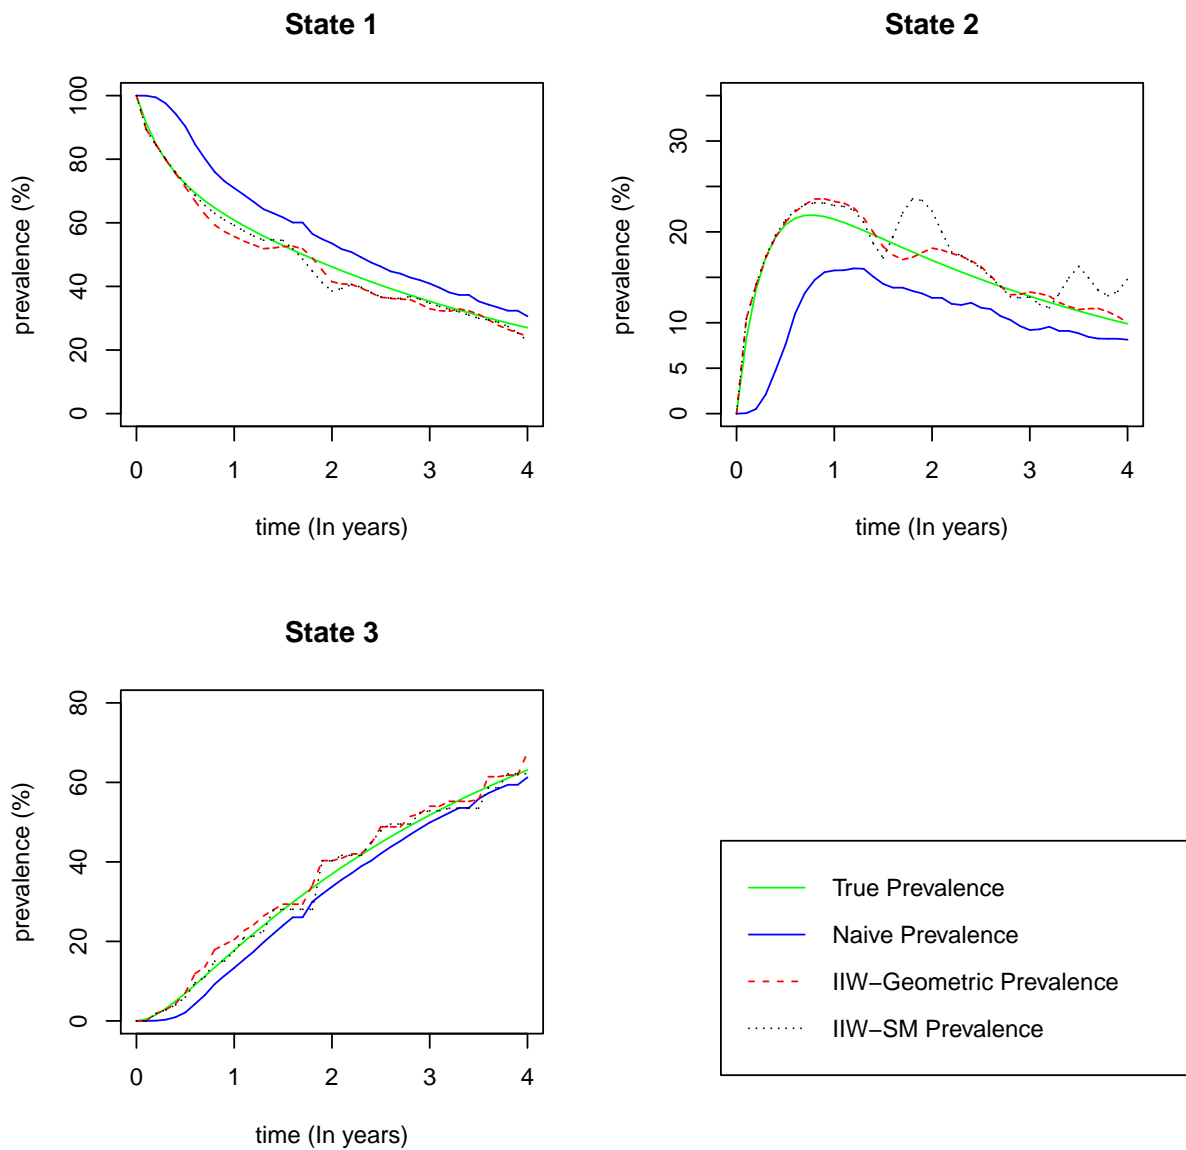 State 1
prevalence (%)
0 20 40 60 80 100
0 1 2 3 4
time (In years)
State 2
prevalence (%)
0 5 10 20 30
0 1 2 3 4
time (In years)
State 3
prevalence (%)
0 20 40 60 80
0 1 2 3 4
time (In years)
True Prevalence
Naive Prevalence
IIW−Geometric Prevalence
IIW−SM Prevalence